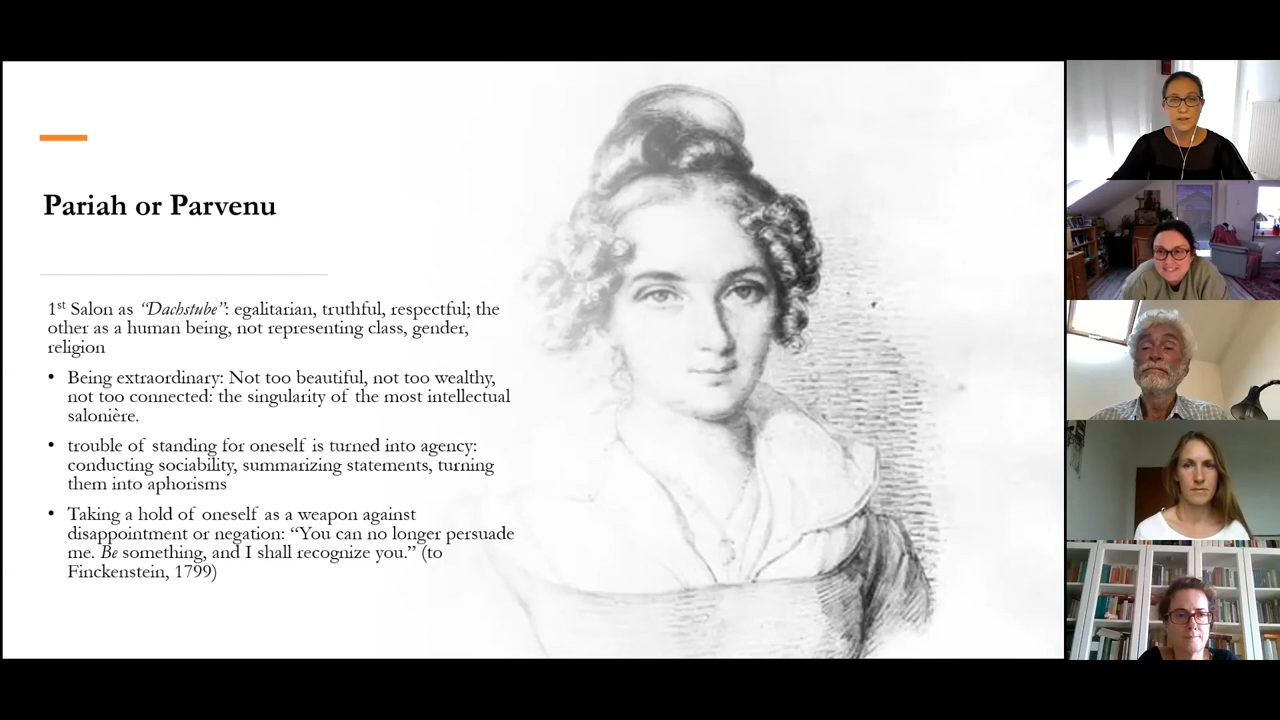 Pariah or Parvenu
1st Salon as “Dachstube”: egalitarian, truthful, respectful; the
other as a human being, not representing class, gender,
religion
• Being extraordinary: Not too beautiful, not too wealthy,
not too connected: the singularity of the most intellectual
salonière.
• trouble of standing for oneself is turned into agency:
conducting sociability, summarizing statements, turning
them into aphorisms
• Taking a hold of oneself as a weapon against
disappointment or negation: “You can no longer persuade
me. Be something, and I shall recognize you.” (to
Finckenstein, 1799)